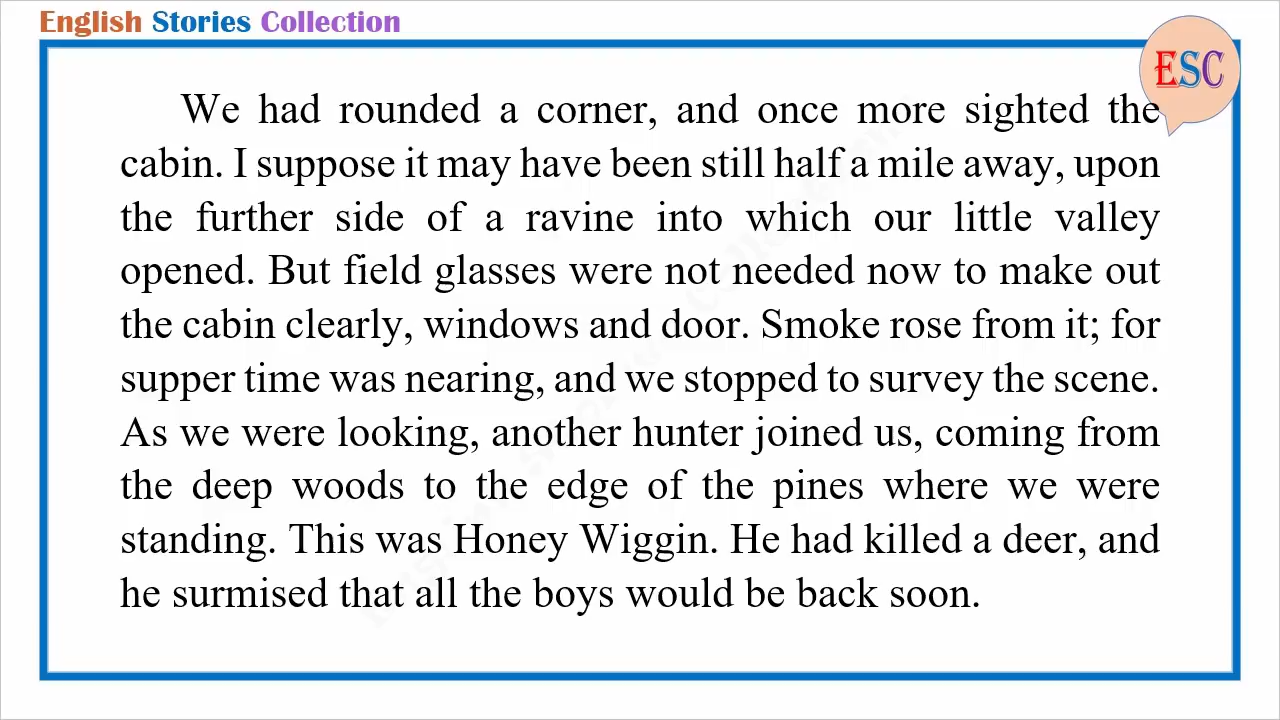 English Stories Collection
ESC
We had rounded a corner, and once more sighted the
cabin. I suppose it may have been still half a mile away, upon
the further side of a ravine into which our little valley
opened. But field glasses were not needed now to make out
the cabin clearly, windows and door. Smoke rose from it; for
supper time was nearing, and we stopped to survey the scene.
As we were looking, another hunter joined us, coming from
the deep woods to the edge of the pines where we were
standing. This was Honey Wiggin. He had killed a deer, and
he surmised that all the boys would be back soon.